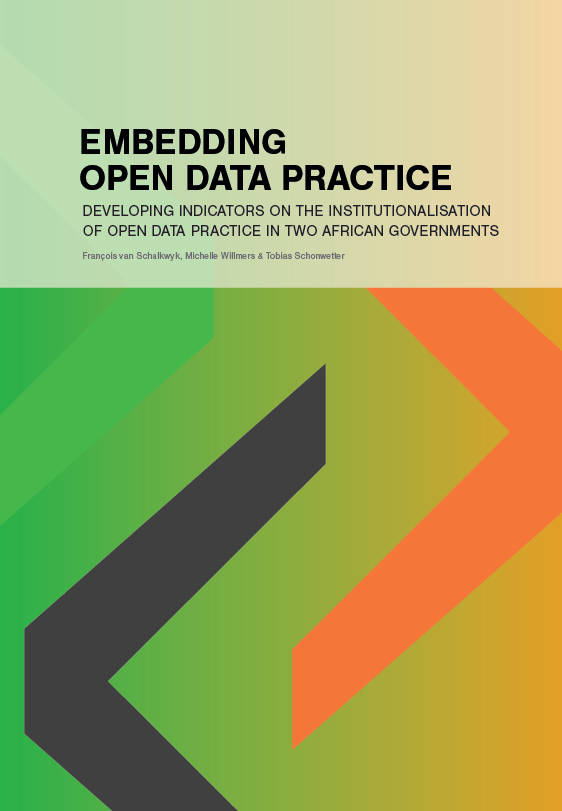 EMBEDDING
OPEN DATA PRACTICE
DEVELOPING INDICATORS ON THE INSTITUTIONALISATION
OF OPEN DATA PRACTICE IN TWO AFRICAN GOVERNMENTS
François van Schalkwyk, Michelle Willmers & Tobias Schonwetter